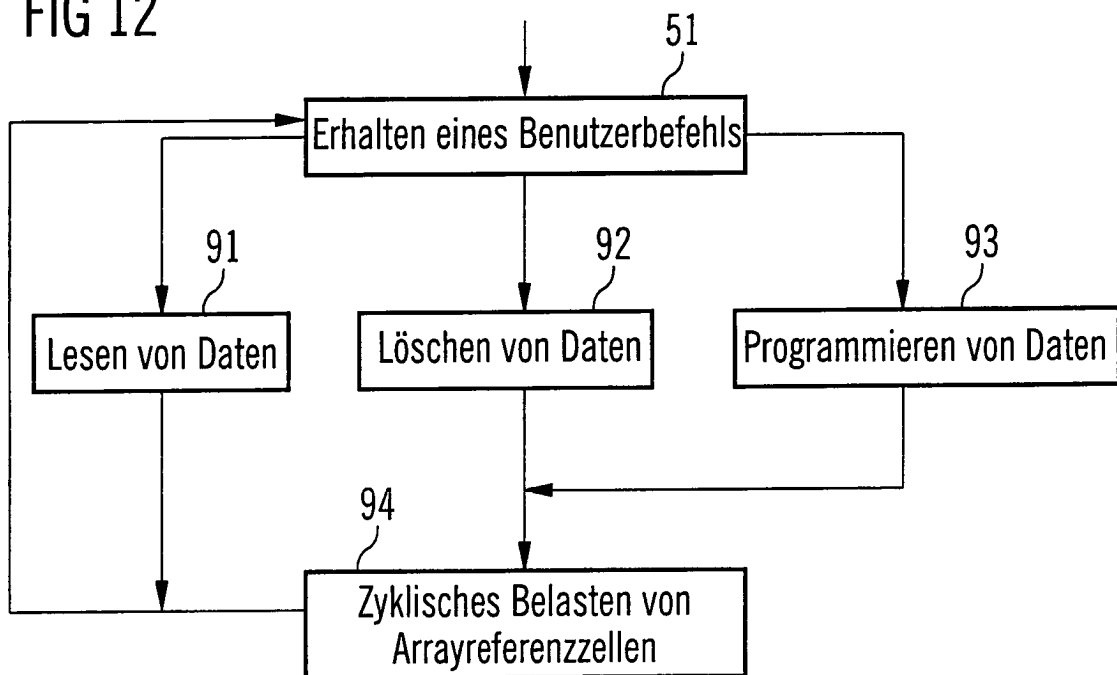 FIG 12
51
Erhalten eines Benutzerbefehls
91
92
93
Lesen von Daten
Löschen von Daten
Programmieren von Daten
94
Zyklisches Belasten von
Arrayreferenzzellen